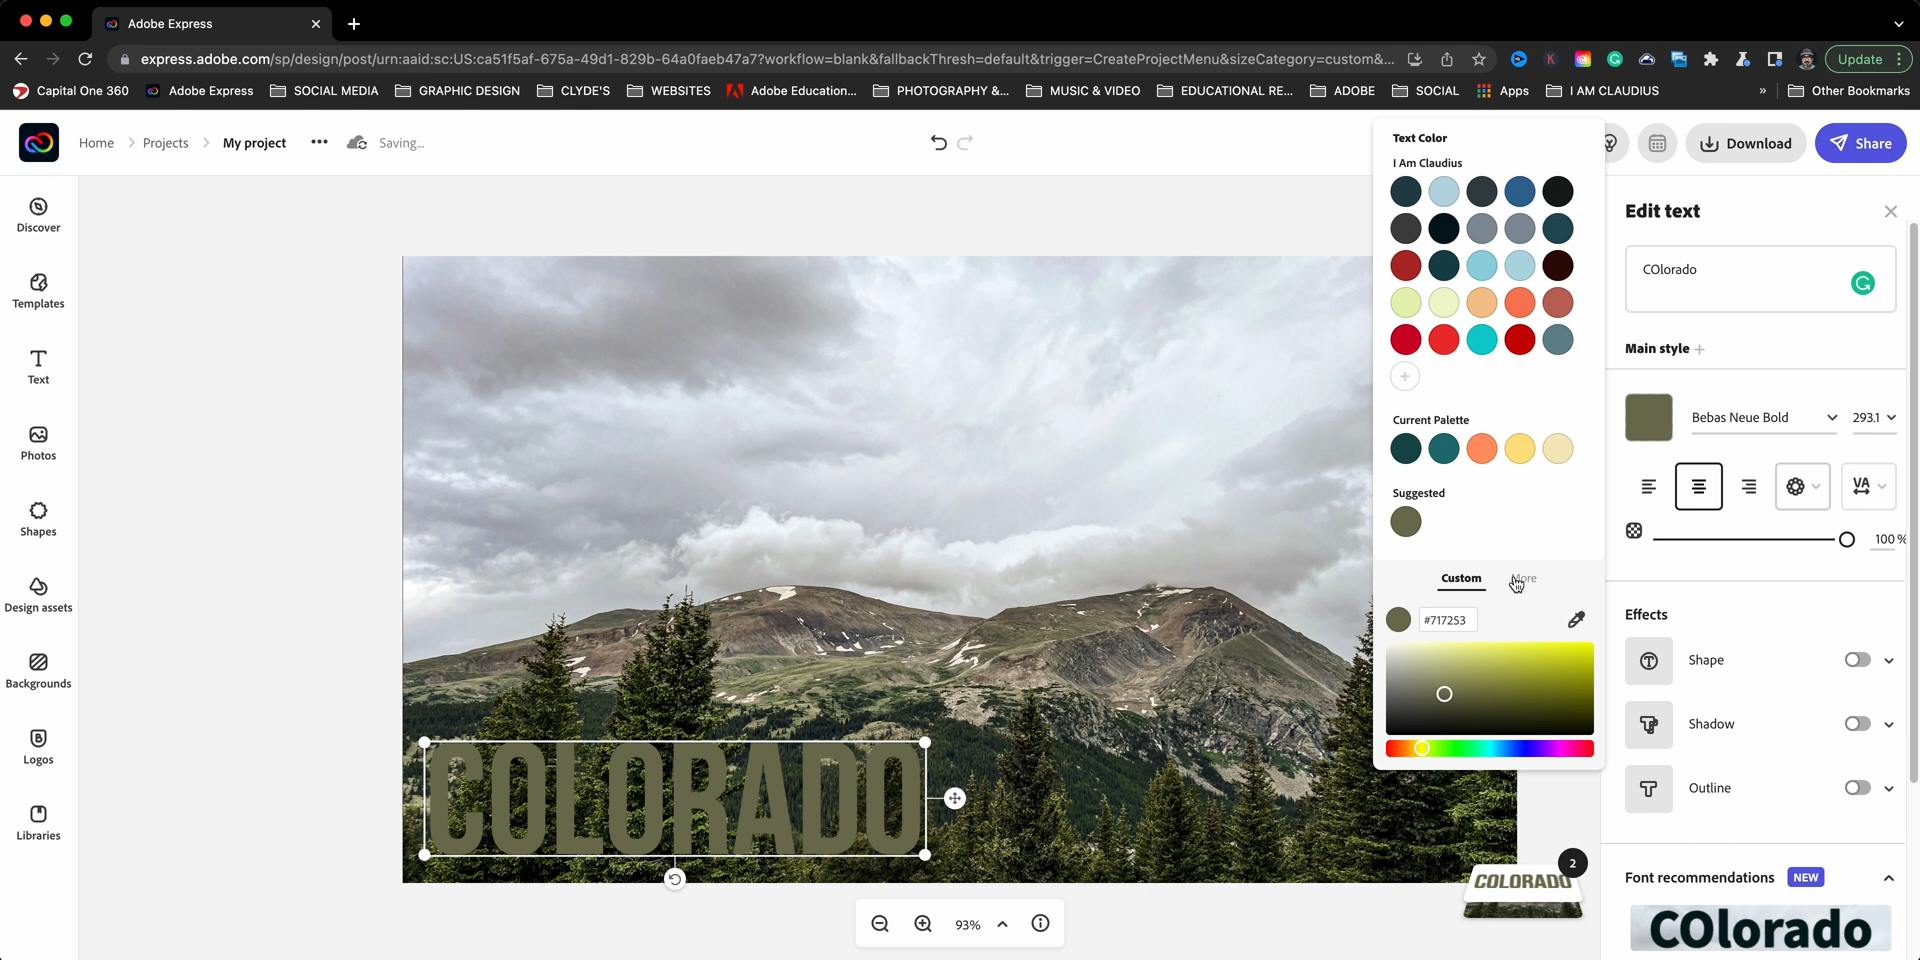 Adobe Express
express.adobe.com/sp/design/post/urn:aaid:sc:US:ca51f5af-675a-49d1-829b-64a0faeb47a7?workflow=blank&fallbackThresh=default&trigger=CreateProjectMenu&sizeCategory=custom&...
Update
Capital One 360
Adobe Express
SOCIAL MEDIA
GRAPHIC DESIGN
CLYDE'S
WEBSITES
Adobe Education...
PHOTOGRAPHY &...
MUSIC & VIDEO
EDUCATIONAL RE...
ADOBE
SOCIAL
Apps
I AM CLAUDIUS
»
Other Bookmarks
Home
Projects
My project
Saving...
Download
Share
Discover
Templates
Text
Photos
Shapes
Design assets
Backgrounds
Logos
Libraries
COLORADO
Text Color
I Am Claudius
Current Palette
Suggested
Custom
More
#717253
Edit text
COlorado
Main style +
Bebas Neue Bold
293.1
VA
100 %
Effects
Shape
Shadow
Outline
Font recommendations
NEW
COlorado
2
COLORADO
93%